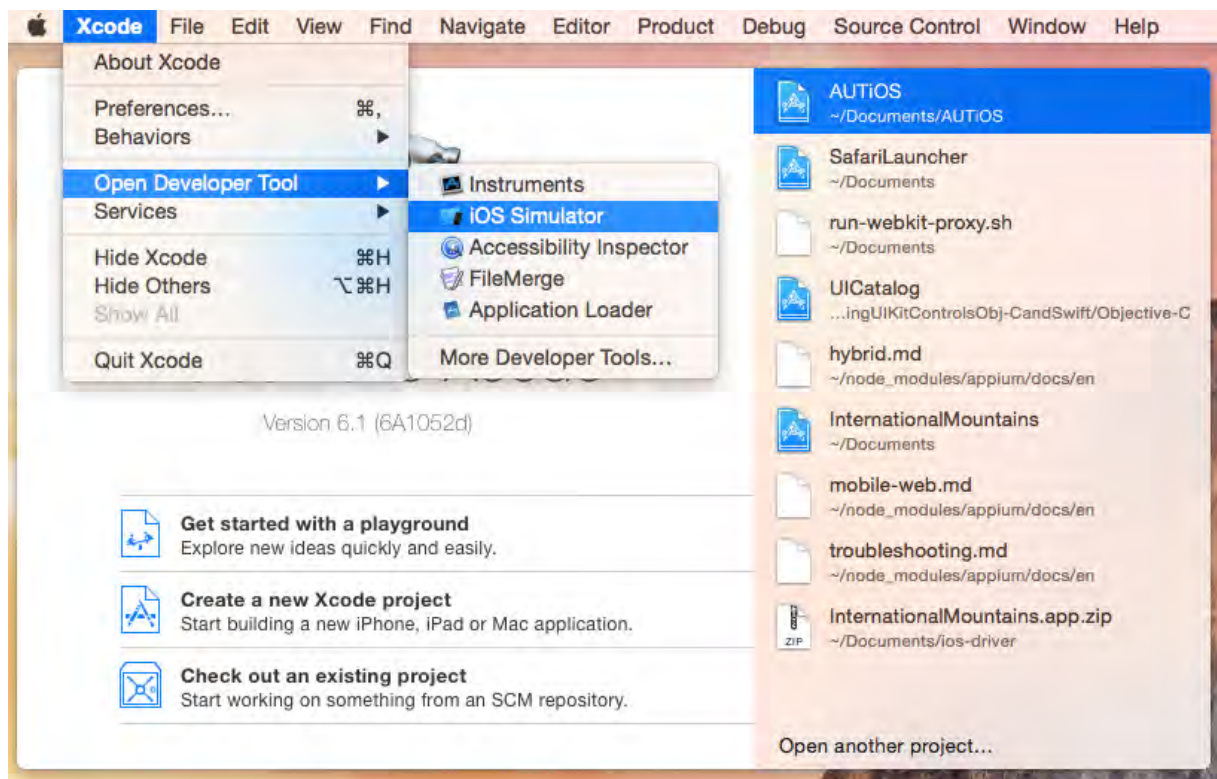 Xcode File Edit View Find Navigate Editor Product Debug Source Control Window Help
About Xcode
Preferences... ⌘,
Behaviors ▶
Open Developer Tool ▶
Services ▶
Hide Xcode ⌘H
Hide Others ⌥⌘H
Show All
Quit Xcode ⌘Q
Instruments
iOS Simulator
Accessibility Inspector
FileMerge
Application Loader
More Developer Tools...
Version 6.1 (6A1052d)
Get started with a playground
Explore new ideas quickly and easily.
Create a new Xcode project
Start building a new iPhone, iPad or Mac application.
Check out an existing project
Start working on something from an SCM repository.
AUTiOS
~/Documents/AUTiOS
SafariLauncher
~/Documents
run-webkit-proxy.sh
~/Documents
UICatalog
...ingUIKitControlsObj-CandSwift/Objective-C
hybrid.md
~/node_modules/appium/docs/en
InternationalMountains
~/Documents
mobile-web.md
~/node_modules/appium/docs/en
troubleshooting.md
~/node_modules/appium/docs/en
InternationalMountains.app.zip
ZIP ~/Documents/ios-driver
Open another project...